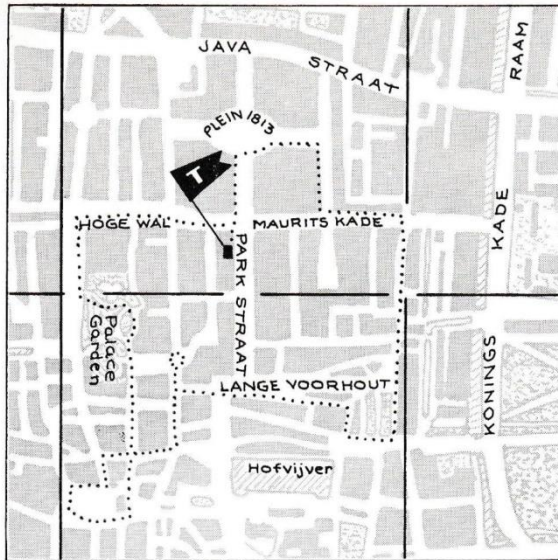 JAVA
STRAAT
RAAM
PLEIN 1813
T
HOGE WAL
MAURITS KADE
KADE
PARK STRAAT
Palace
Garden
LANGE VOORHOUT
KONINGS
Hofvijver